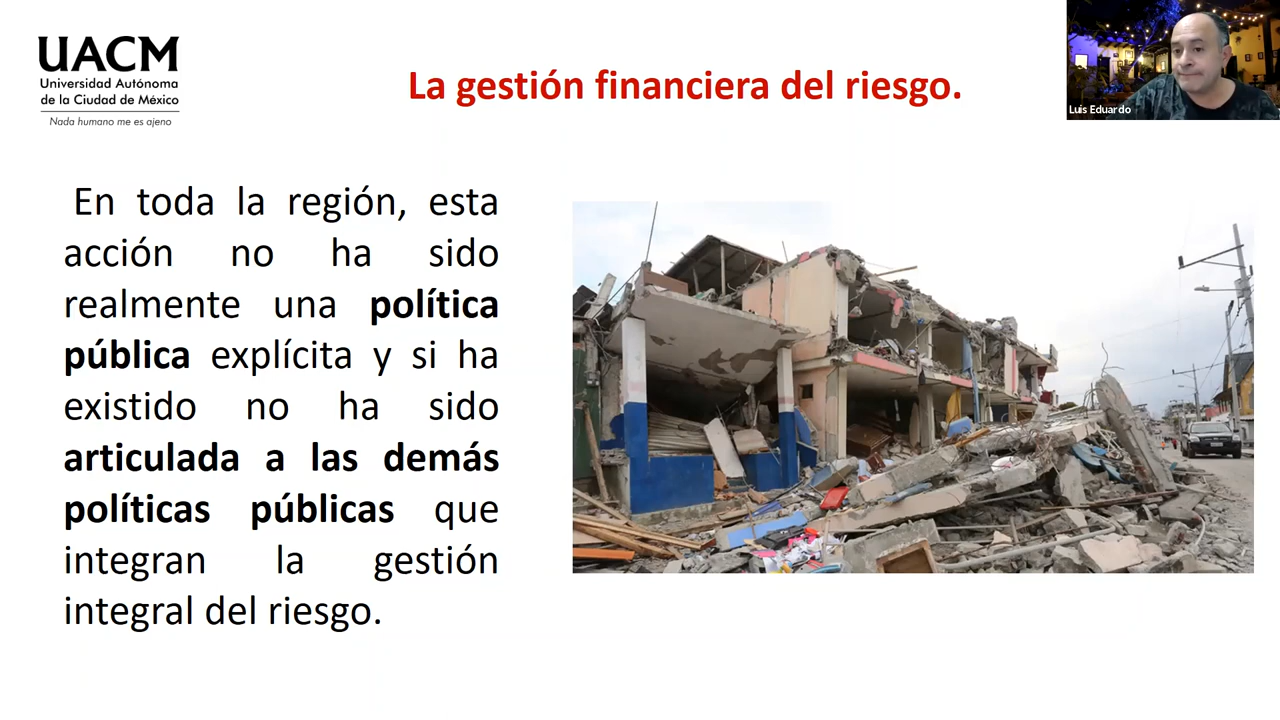 UACM
Universidad Autónoma
de la Ciudad de México
Nada humano me es ajeno
La gestión financiera del riesgo.
Luis Eduardo
En toda la región, esta
acción no ha sido
realmente una política
pública explícita y si ha
existido no ha sido
articulada a las demás
políticas públicas que
integran la gestión
integral del riesgo.